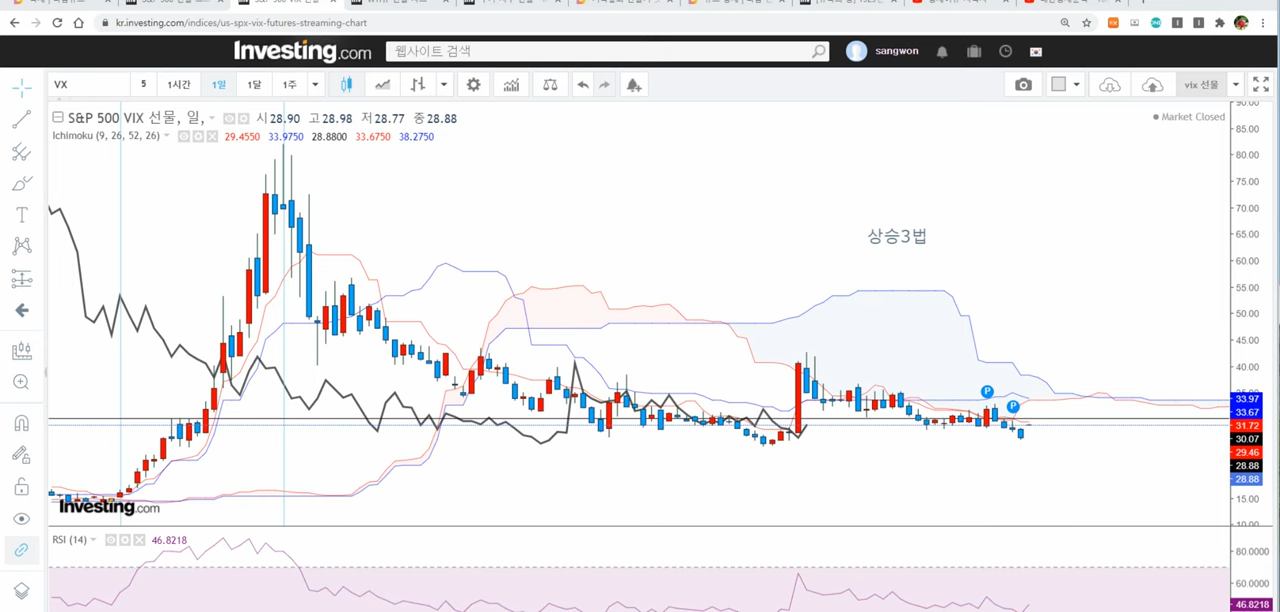 kr.investing.com/indices/us-spx-vix-futures-streaming-chart
Investing.com
웹사이트 검색
sangwon
VX
5
1시간
1일
1달
1주
vix 선물
S&P 500 VIX 선물, 일,
시 28.90 고 28.98 저 28.77 종 28.88
Market Closed
Ichimoku (9, 26, 52, 26)
29.4550 33.9750 28.8800 33.6750 38.2750
상승3법
P
P
90.00
85.00
80.00
75.00
70.00
65.00
60.00
55.00
50.00
45.00
40.00
33.97
33.67
31.72
30.07
29.46
28.88
28.88
15.00
10.00
Investing.com
RSI (14)
46.8218
80.0000
60.0000
46.8218